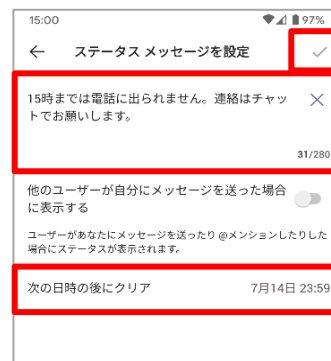 15:00 97%
ステータス メッセージを設定
15時までは電話に出られません。連絡はチャッ
トでお願いします。
31/280
他のユーザーが自分にメッセージを送った場合
に表示する
ユーザーがあなたにメッセージを送ったり @メンションしたりした
場合にステータスが表示されます。
次の日時の後にクリア 7月14日 23:59